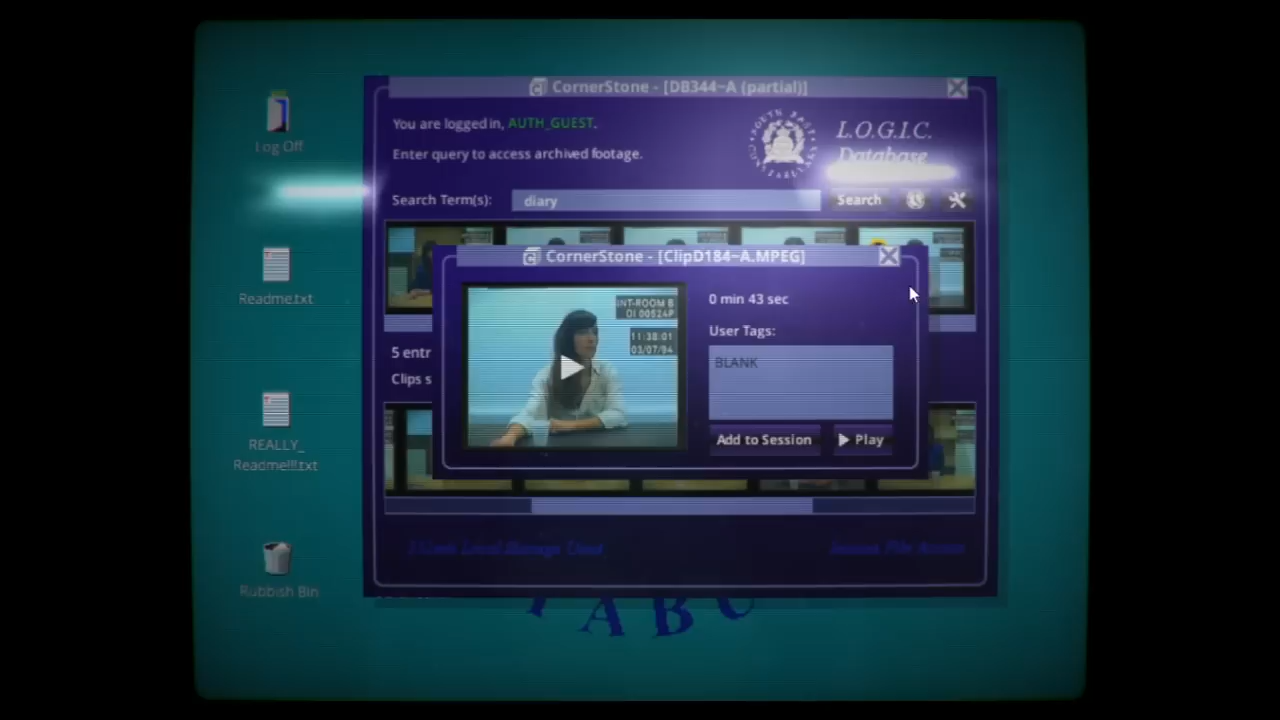 CornerStone - [DB344~A (partial)]
You are logged in, AUTH_GUEST.
Enter query to access archived footage.
L.O.G.I.C.
Database
Search Term(s):
diary
Search
CornerStone - [ClipD184~A.MPEG]
INT-ROOM B
DI 00524P
11:38:01
03/07/94
0 min 43 sec
User Tags:
BLANK
Add to Session
Play
5 entr
Clips s
Log Off
Readme.txt
REALLY_
Readme!!!.txt
Rubbish Bin